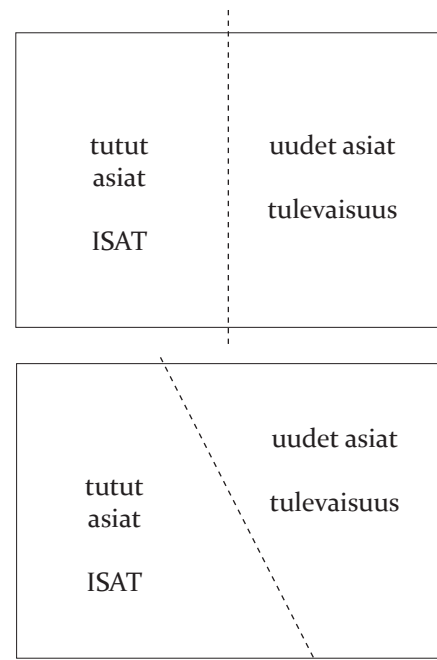 tutut
asiat
ISAT
uudet asiat
tulevaisuus
uudet asiat
tulevaisuus
tutut
asiat
ISAT